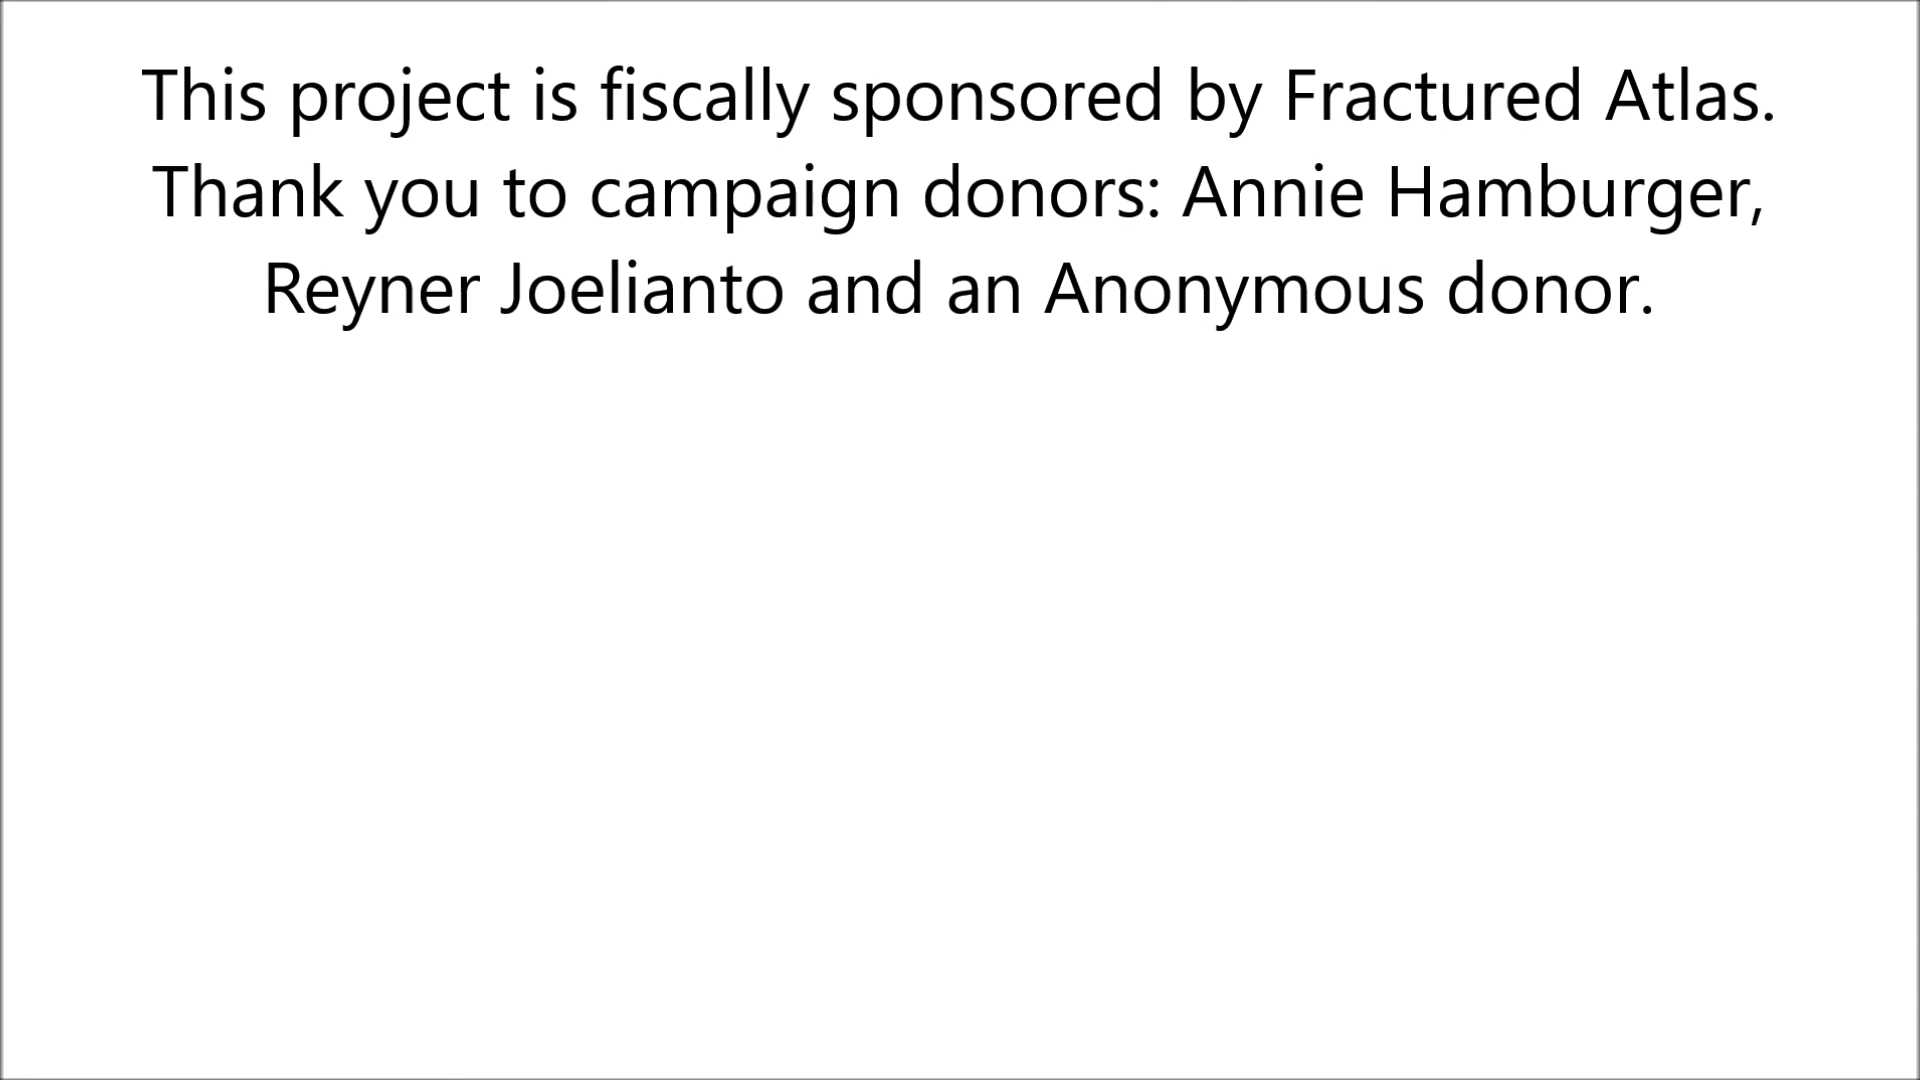 This project is fiscally sponsored by Fractured Atlas.
Thank you to campaign donors: Annie Hamburger,
Reyner Joelianto and an Anonymous donor.